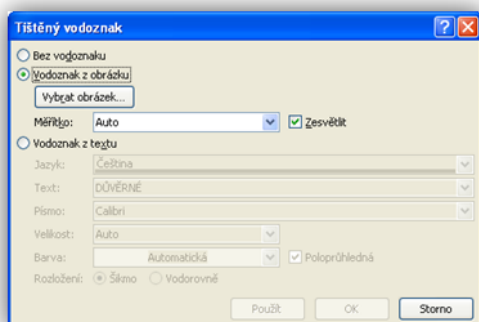 Tištěný vodoznak
Bez vodoznaku
Vodoznak z obrázku
Vybrat obrázek...
Měřítko: Auto Zesvětlit
Vodoznak z textu
Jazyk: Čeština
Text: DŮVĚRNÉ
Písmo: Calibri
Velikost: Auto
Barva: Automatická Poloprůhledná
Rozložení: Šikmo Vodorovně
Použít OK Storno